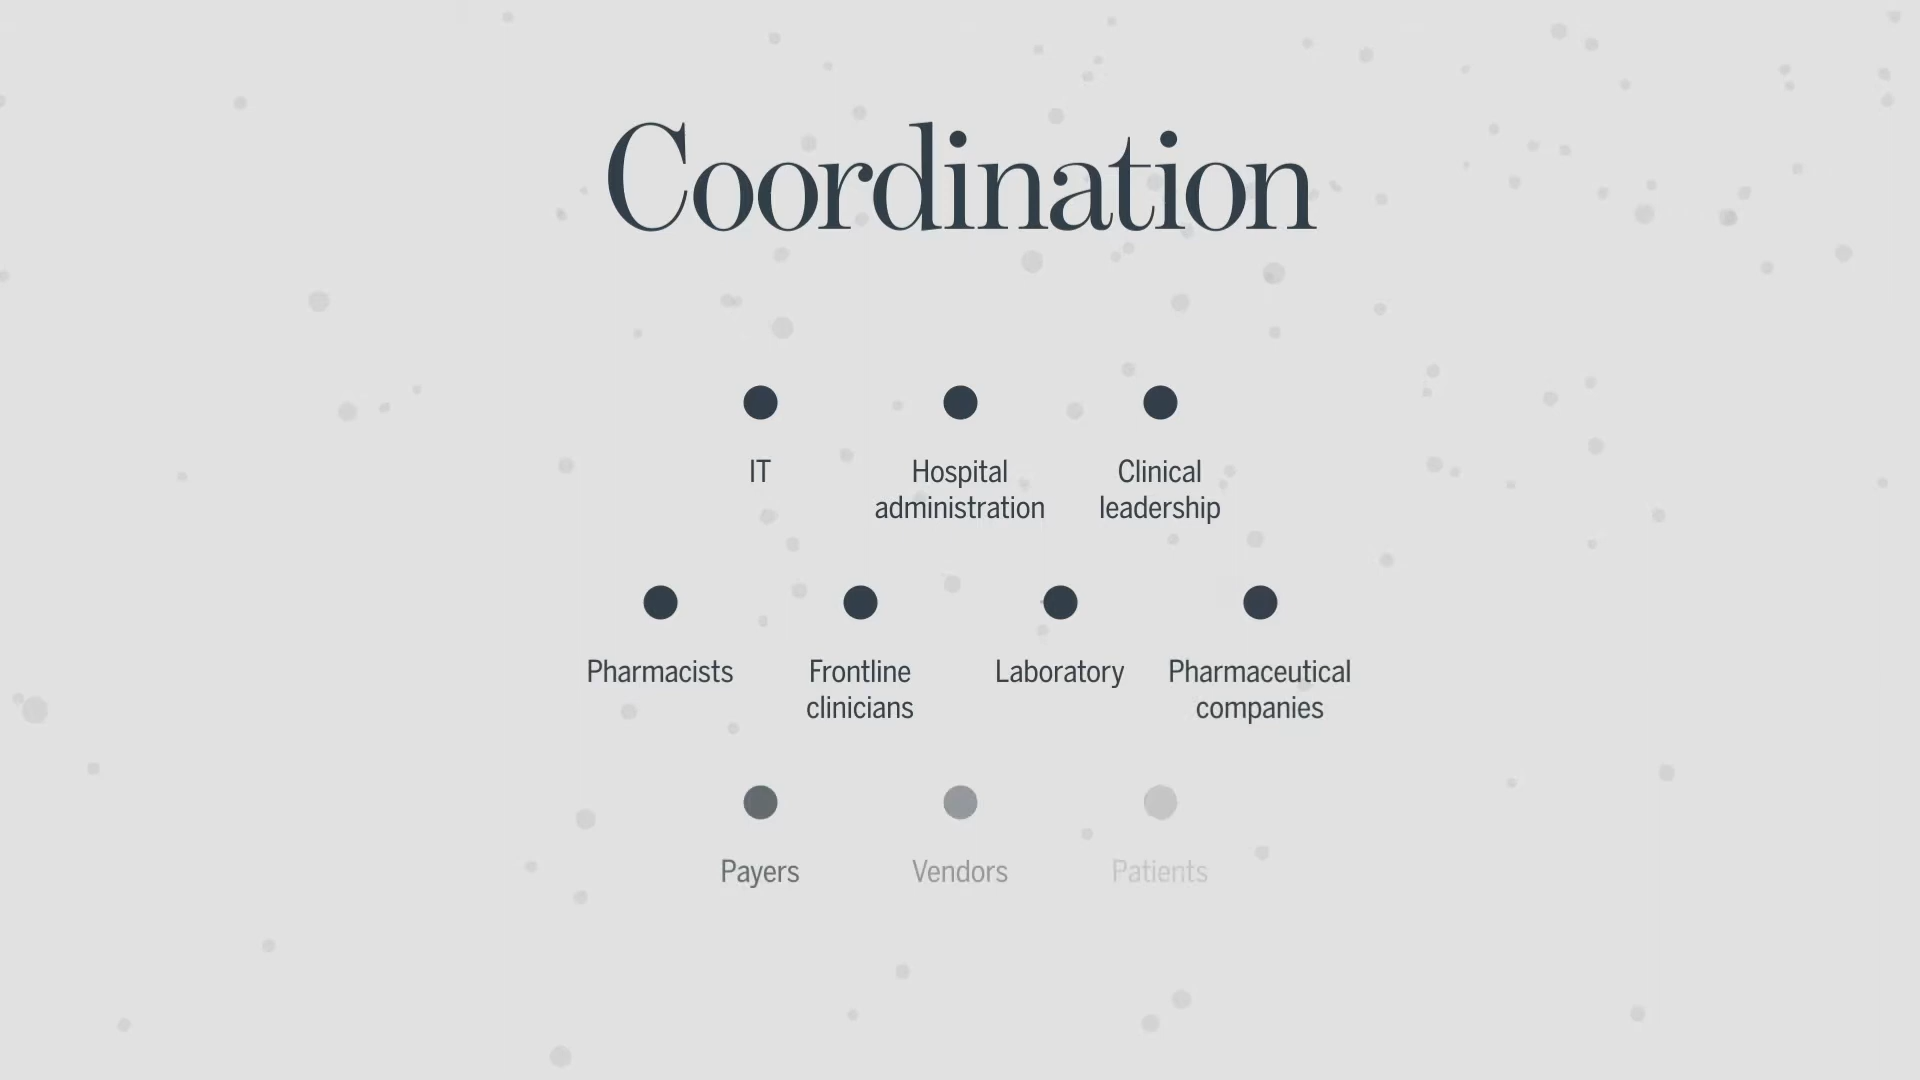 Coordination
IT
Hospital
administration
Clinical
leadership
Pharmacists
Frontline
clinicians
Laboratory
Pharmaceutical
companies
Payers
Vendors
Patients